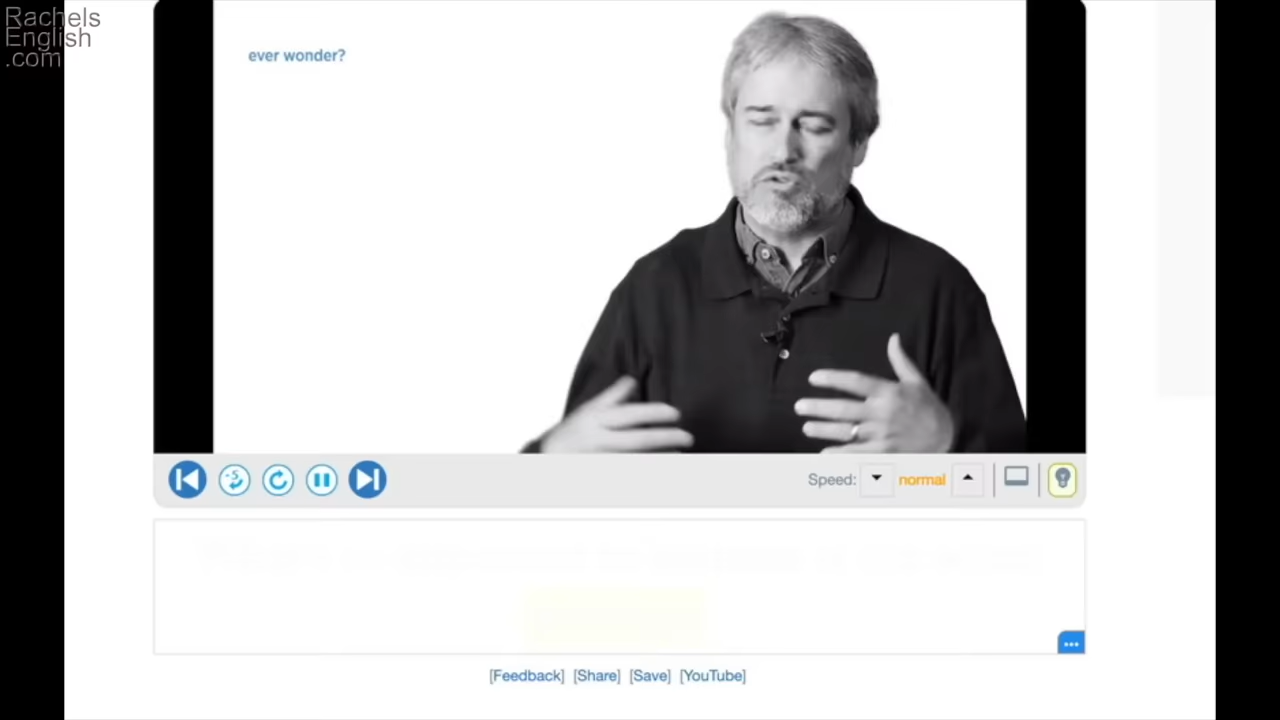 Rachels
English
.com
ever wonder?
Speed:
normal
[Feedback] [Share] [Save] [YouTube]